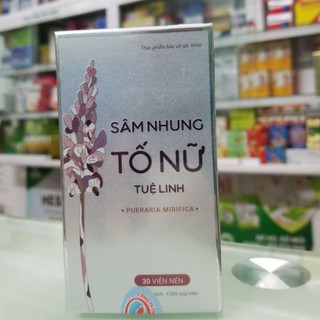 Thực phẩm bảo vệ sức khỏe
SÂM NHUNG
TỐ NỮ
TUỆ LINH
• PUERARIA MIRIFICA •
30 VIÊN NÉN